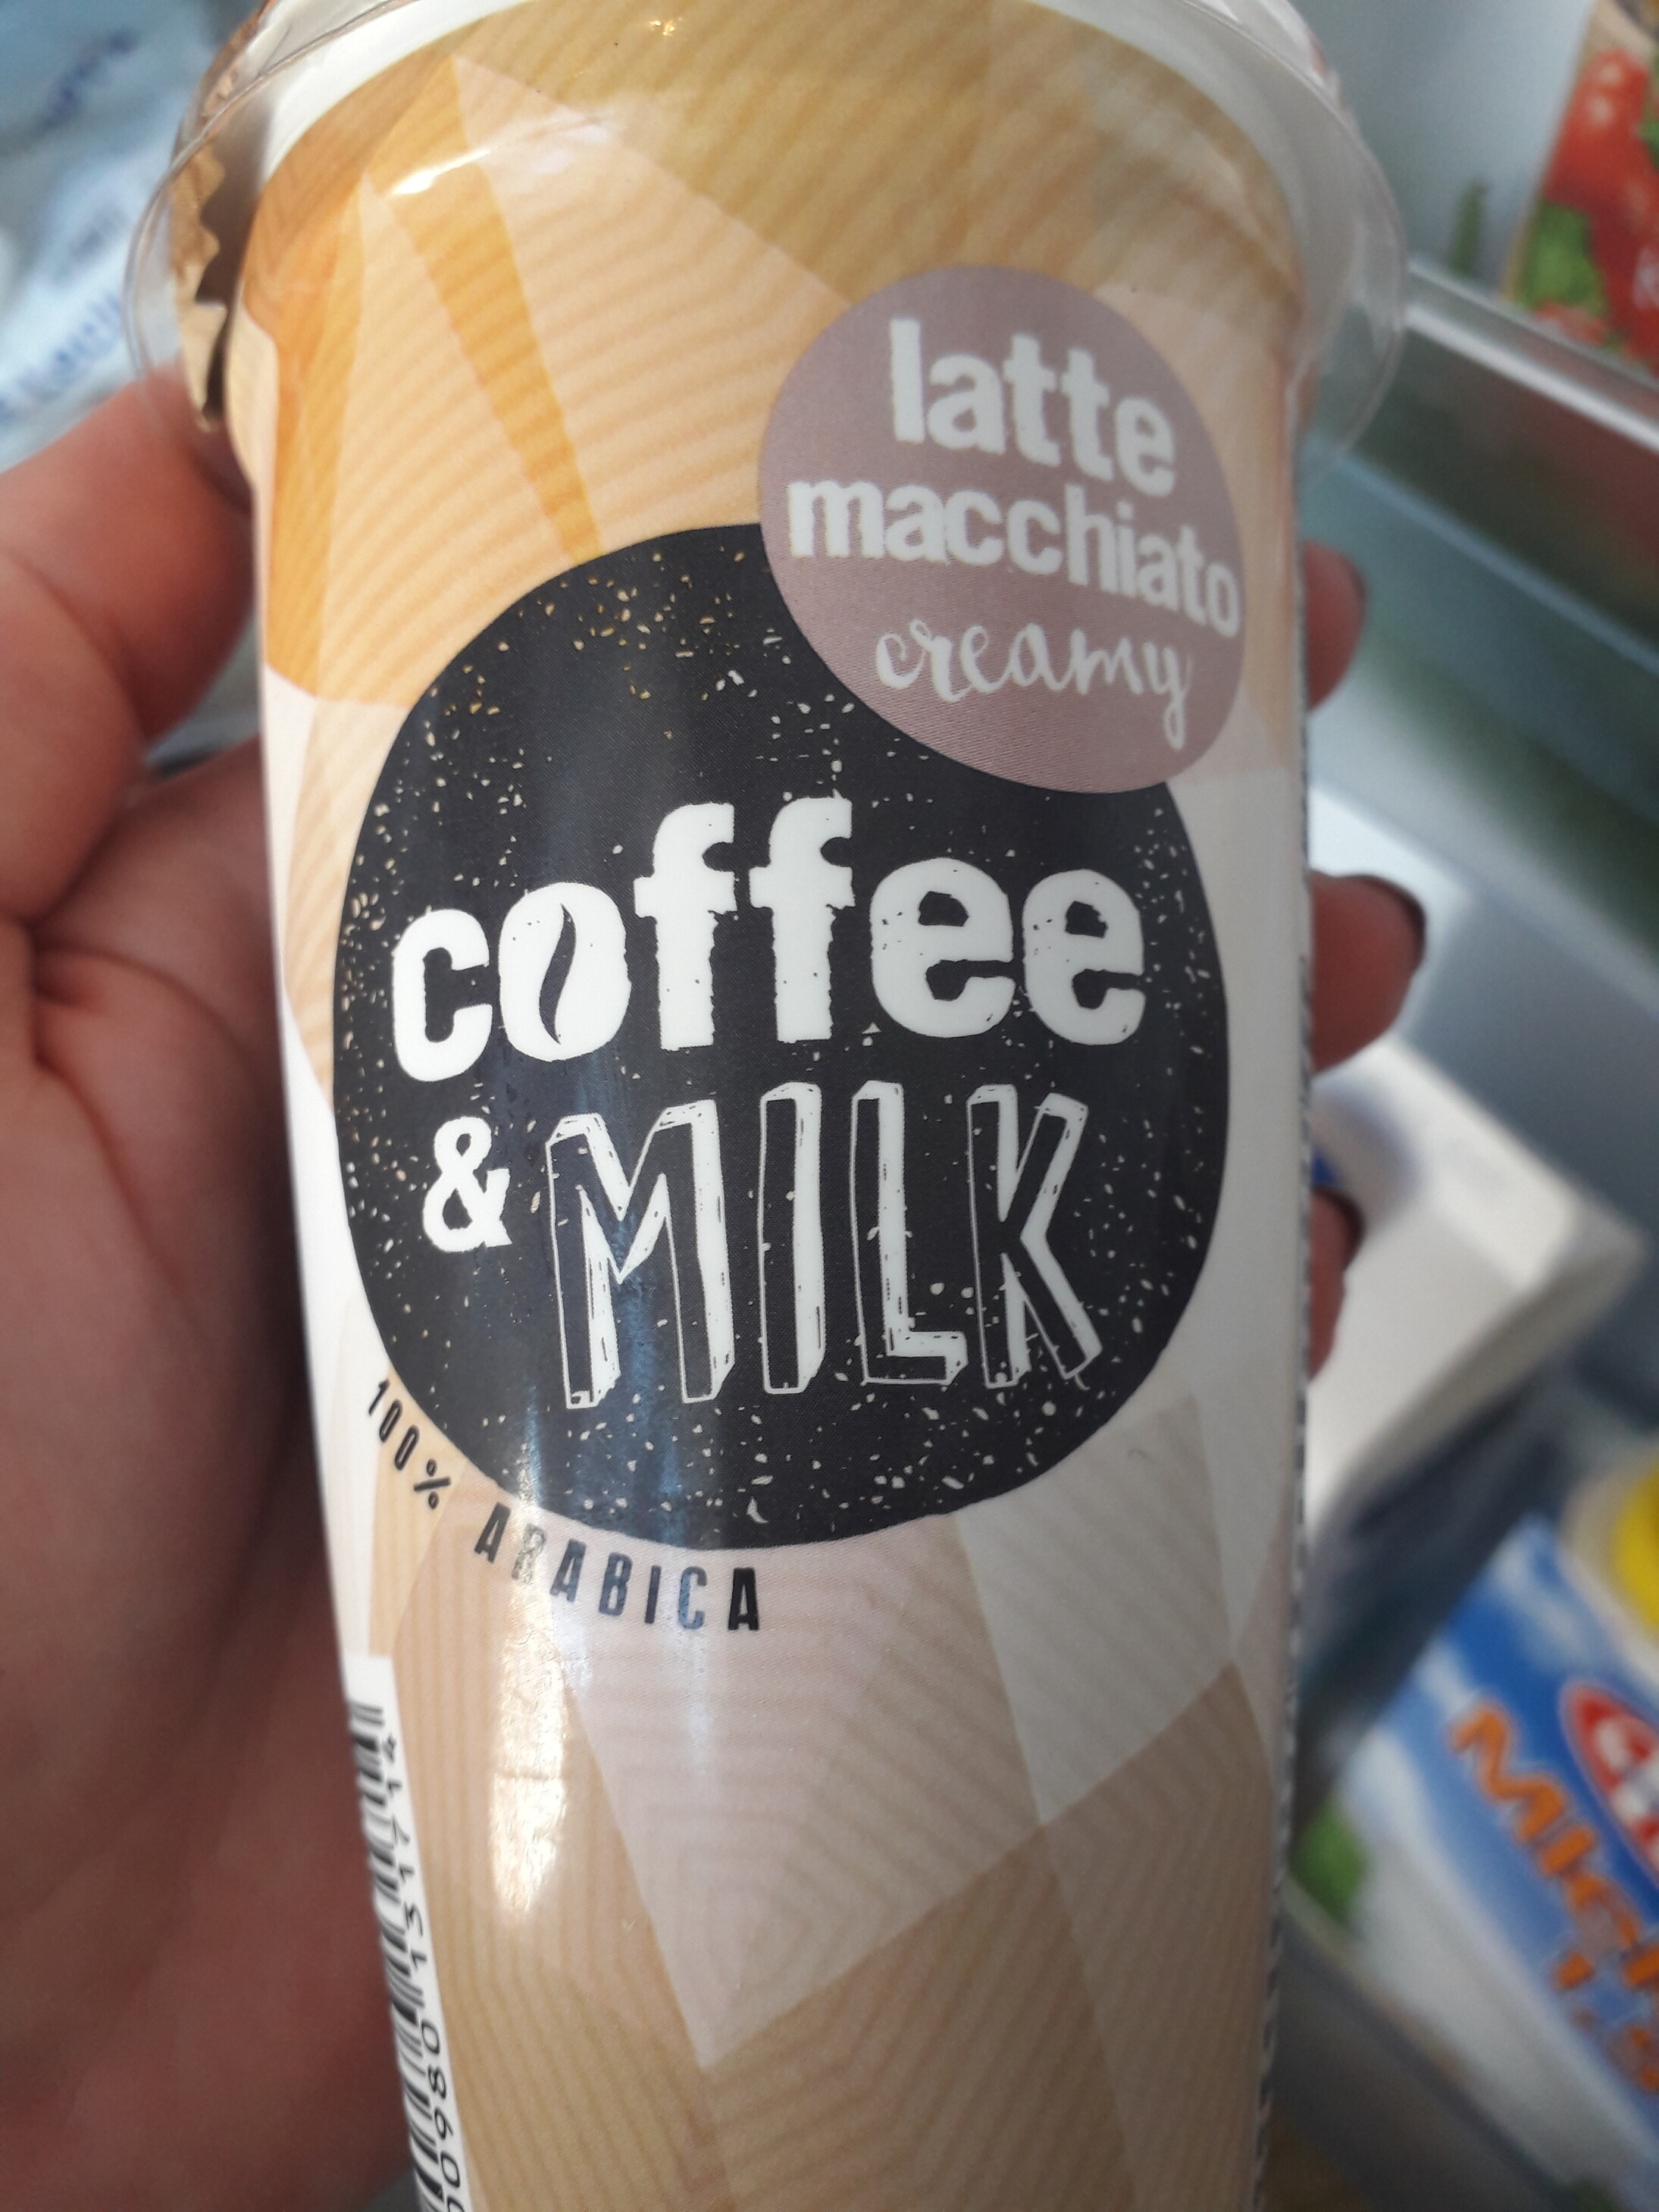 latte
macchiato
creamy
coffee
& MILK
100% ARABICA